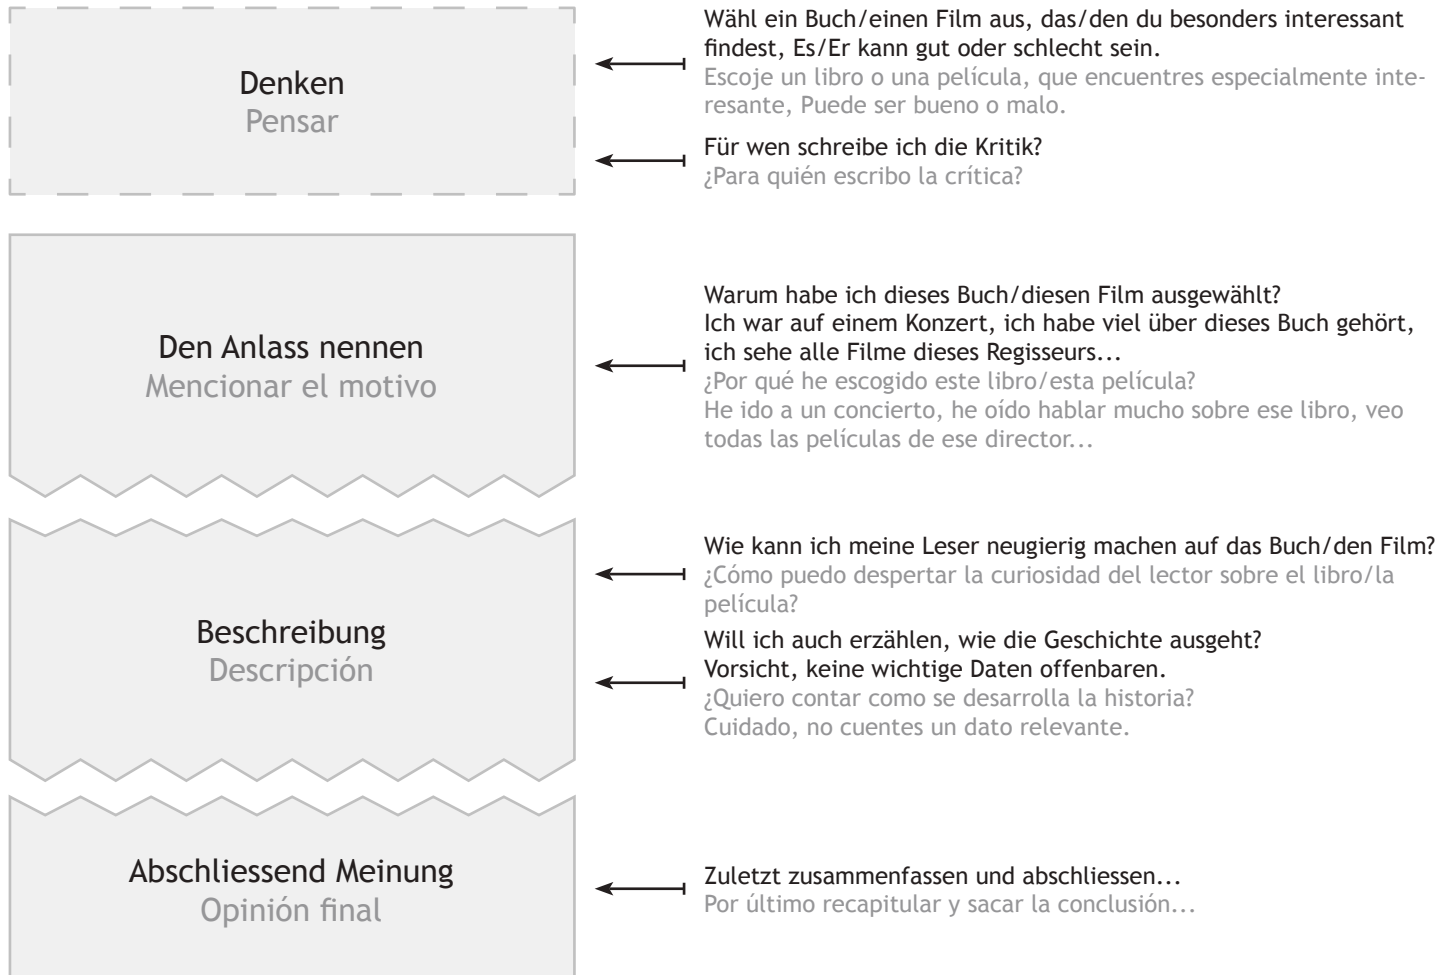 Denken
Pensar
Wähl ein Buch/einen Film aus, das/den du besonders interessant
findest, Es/Er kann gut oder schlecht sein.
Escoje un libro o una película, que encuentres especialmente inte-
resante, Puede ser bueno o malo.
Für wen schreibe ich die Kritik?
¿Para quién escribo la crítica?
Den Anlass nennen
Mencionar el motivo
Warum habe ich dieses Buch/diesen Film ausgewählt?
Ich war auf einem Konzert, ich habe viel über dieses Buch gehört,
ich sehe alle Filme dieses Regisseurs...
¿Por qué he escogido este libro/esta película?
He ido a un concierto, he oído hablar mucho sobre ese libro, veo
todas las películas de ese director...
Beschreibung
Descripción
Wie kann ich meine Leser neugierig machen auf das Buch/den Film?
¿Cómo puedo despertar la curiosidad del lector sobre el libro/la
película?
Will ich auch erzählen, wie die Geschichte ausgeht?
Vorsicht, keine wichtige Daten offenbaren.
¿Quiero contar como se desarrolla la historia?
Cuidado, no cuentes un dato relevante.
Abschliessend Meinung
Opinión final
Zuletzt zusammenfassen und abschliessen...
Por último recapitular y sacar la conclusión...